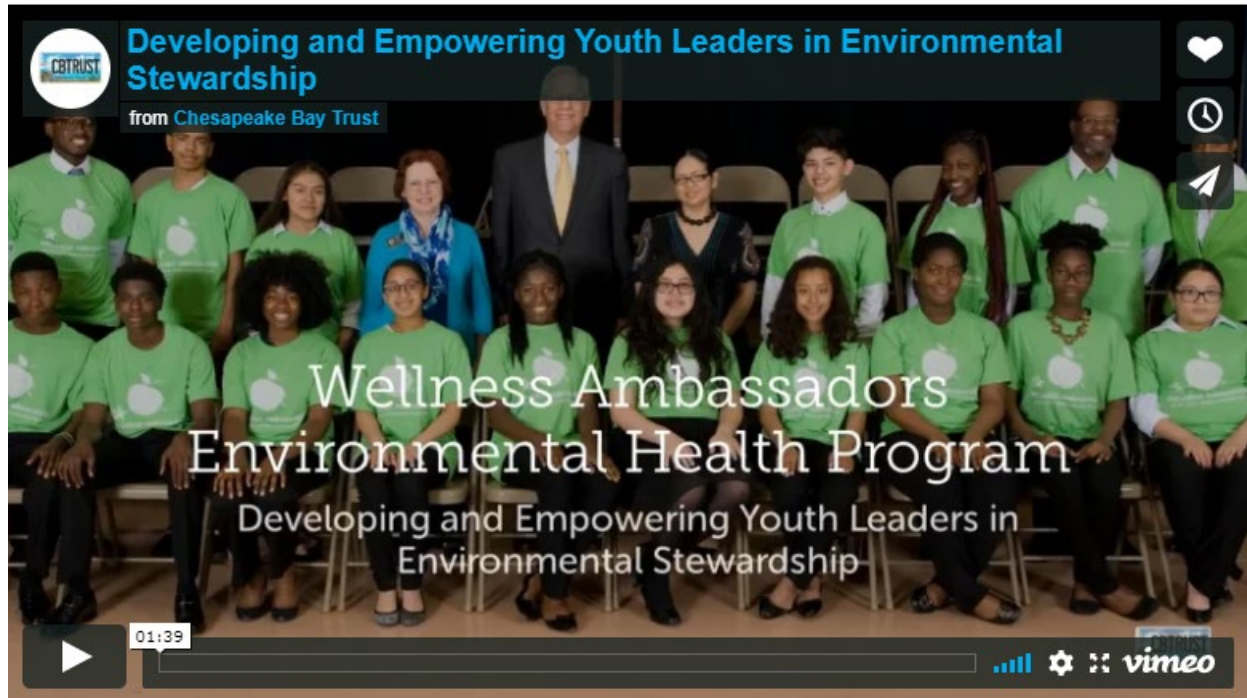 Developing and Empowering Youth Leaders in Environmental
Stewardship
CBTRUST
from Chesapeake Bay Trust
Wellness Ambassadors
Environmental Health Program
Developing and Empowering Youth Leaders in
Environmental Stewardship
CBTRUST
01:39
vimeo